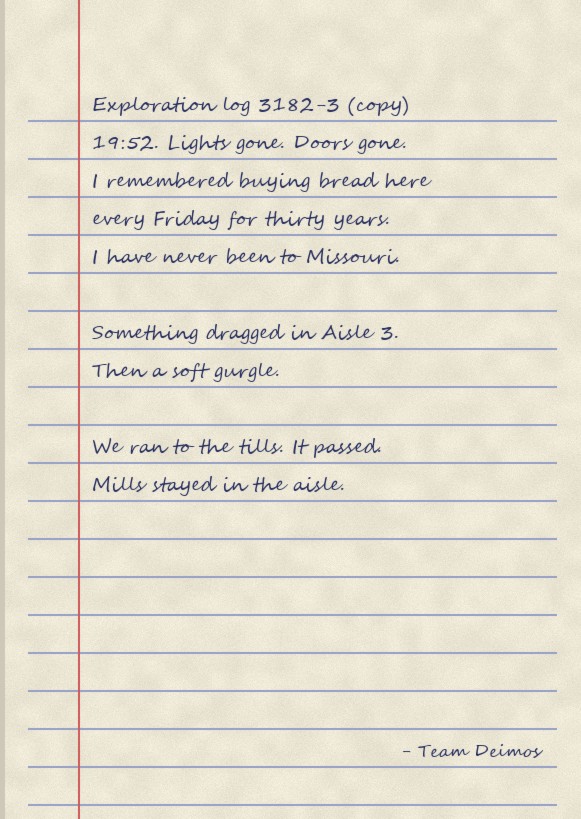 Exploration log 3182-3 (copy)
19:52. Lights gone. Doors gone.
I remembered buying bread here
every Friday for thirty years.
I have never been to Missouri.
Something dragged in Aisle 3.
Then a soft gurgle.
We ran to the tills. It passed.
Mills stayed in the aisle.
- Team Deimos